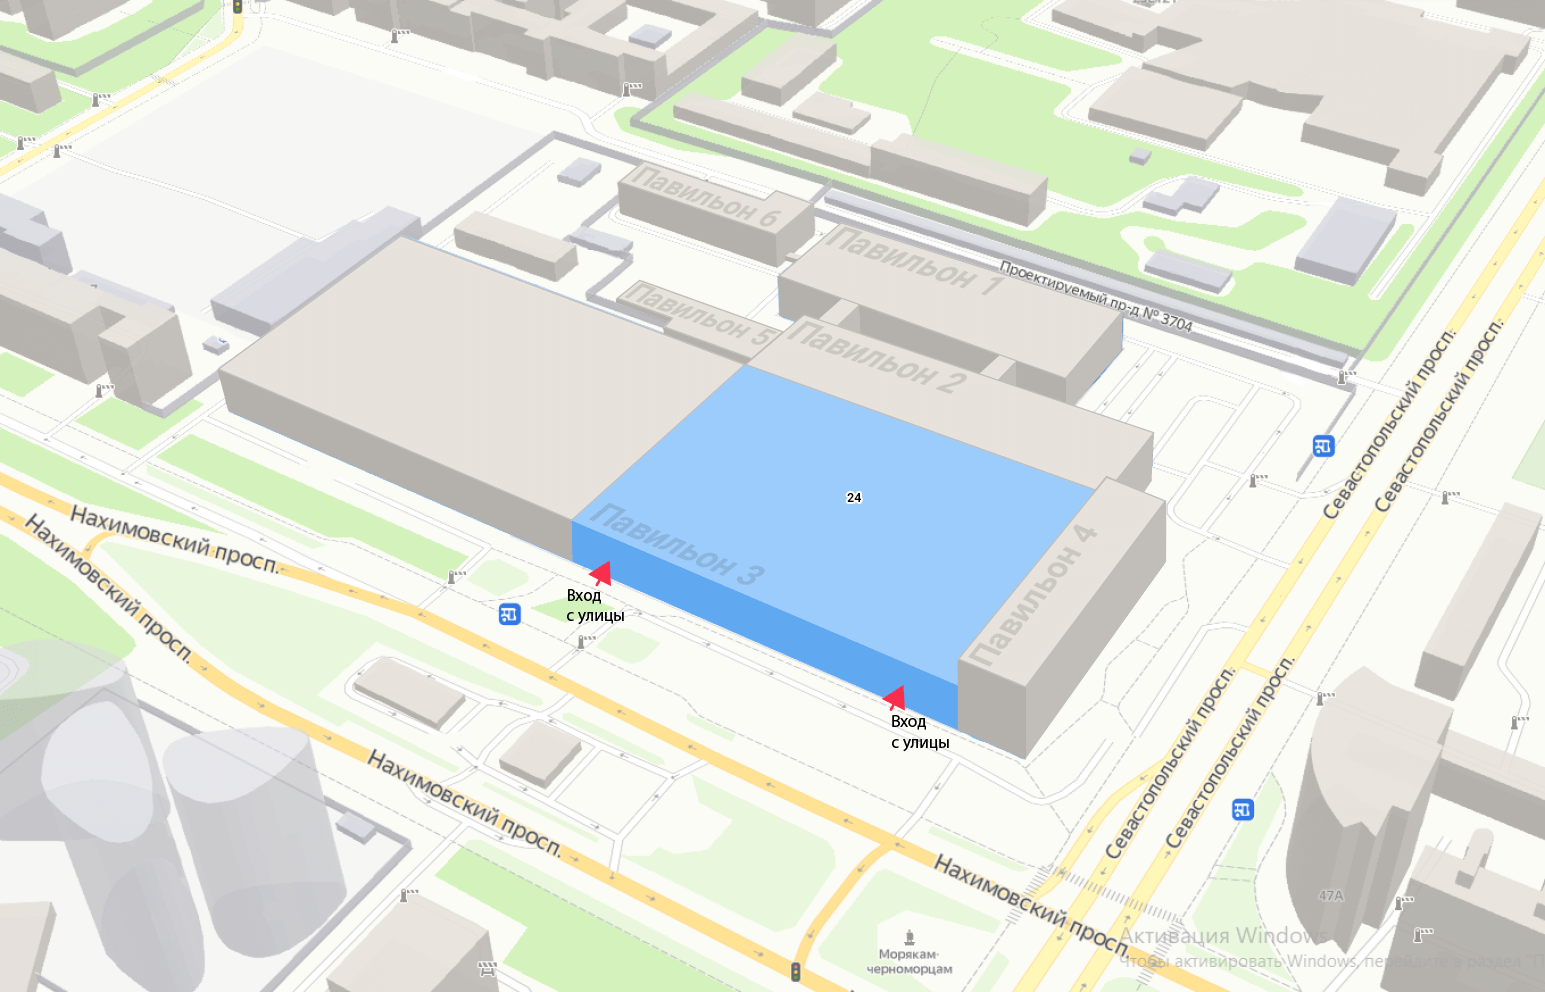 Павильон 6
Павильон 1
Проектируемый пр-д № 3704
Павильон 5
Павильон 2
Севастопольский просп.
Севастопольский просп.
24
Павильон 3
Павильон 4
Нахимовский просп.
Нахимовский просп.
Вход
с улицы
Вход
с улицы
Севастопольский просп.
Севастопольский просп.
Нахимовский просп.
Нахимовский просп.
47А
Морякам-
черноморцам
Активация Windows
Чтобы активировать Windows, перейдите в раздел "П